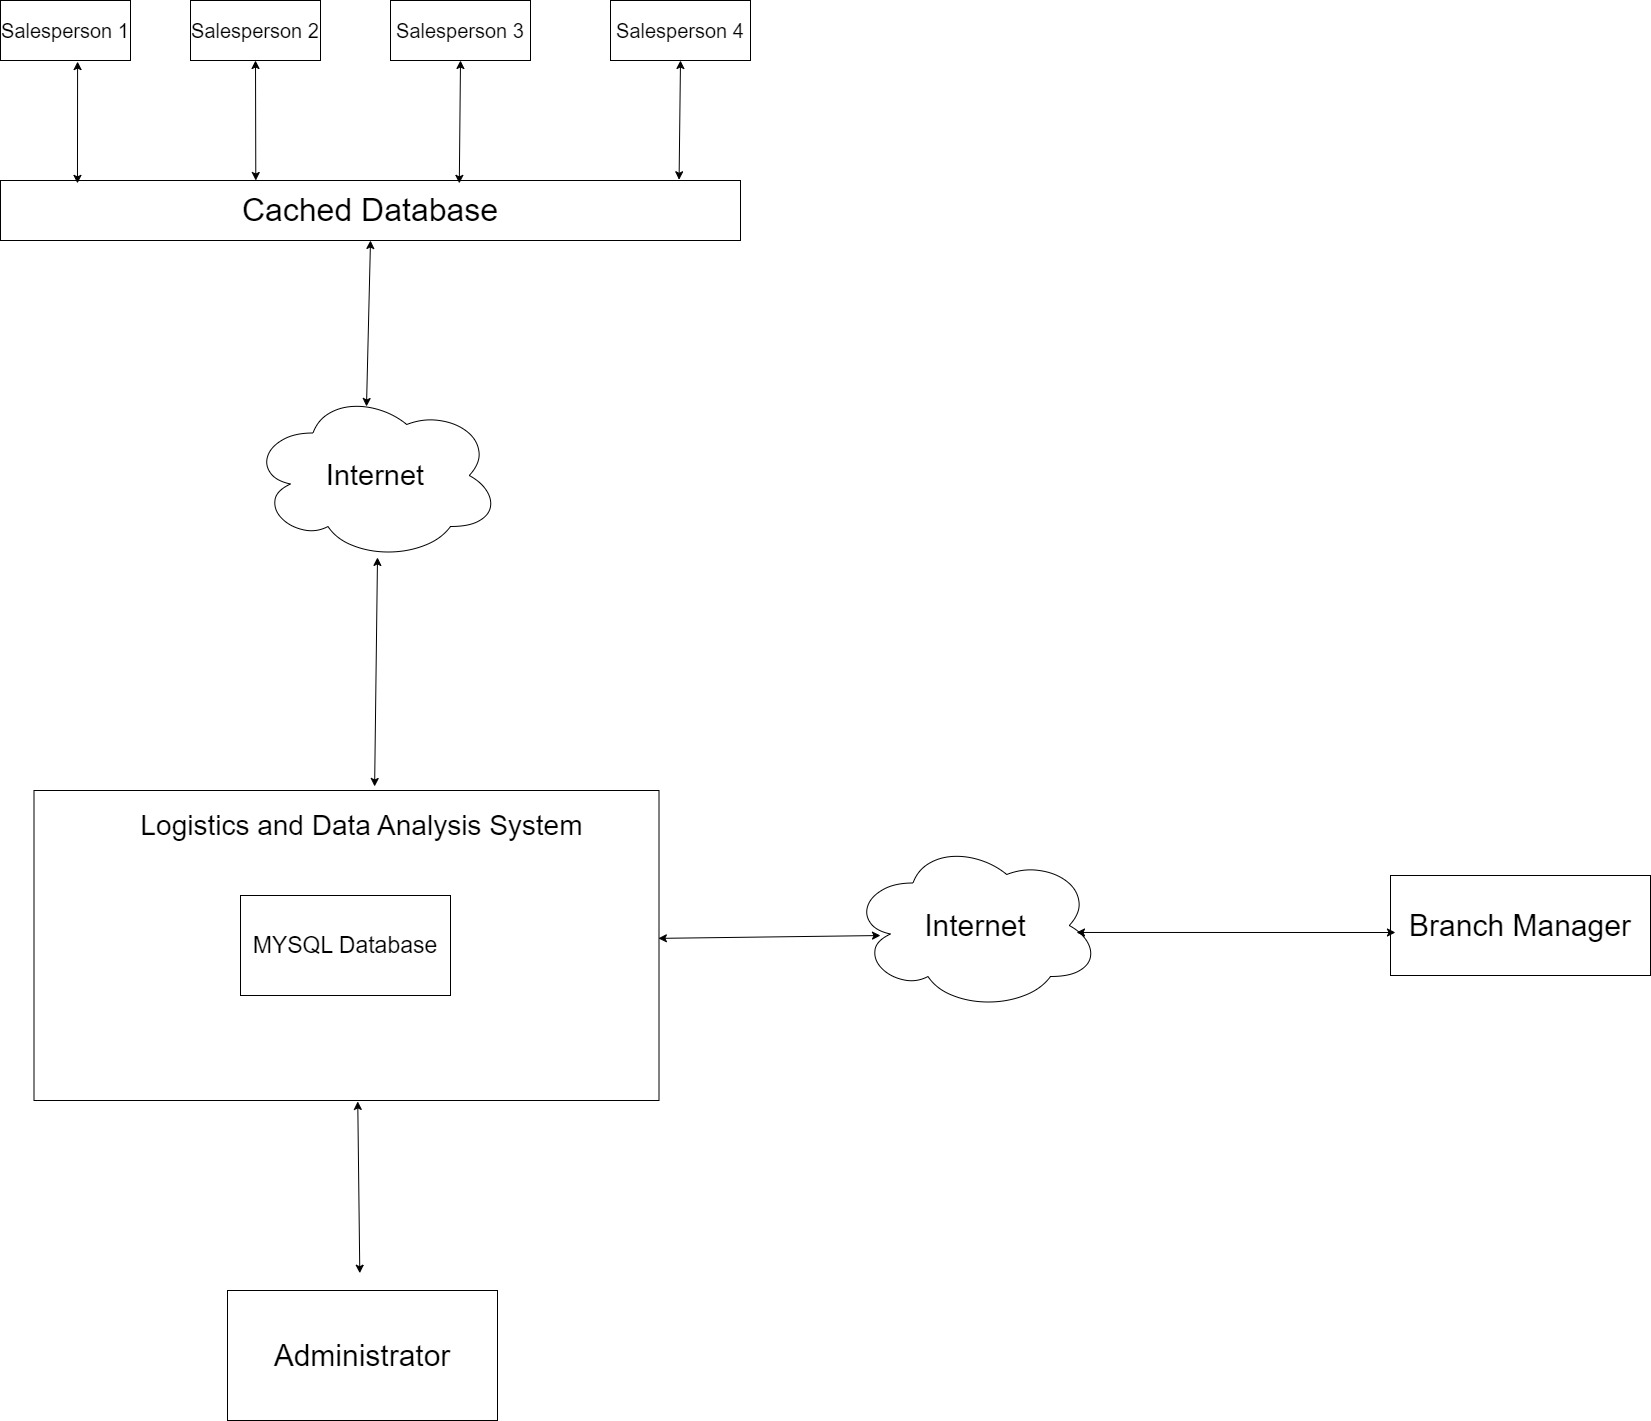 Salesperson 1
Salesperson 2
Salesperson 3
Salesperson 4
Cached Database
Internet
Logistics and Data Analysis System
MYSQL Database
Internet
Branch Manager
Administrator